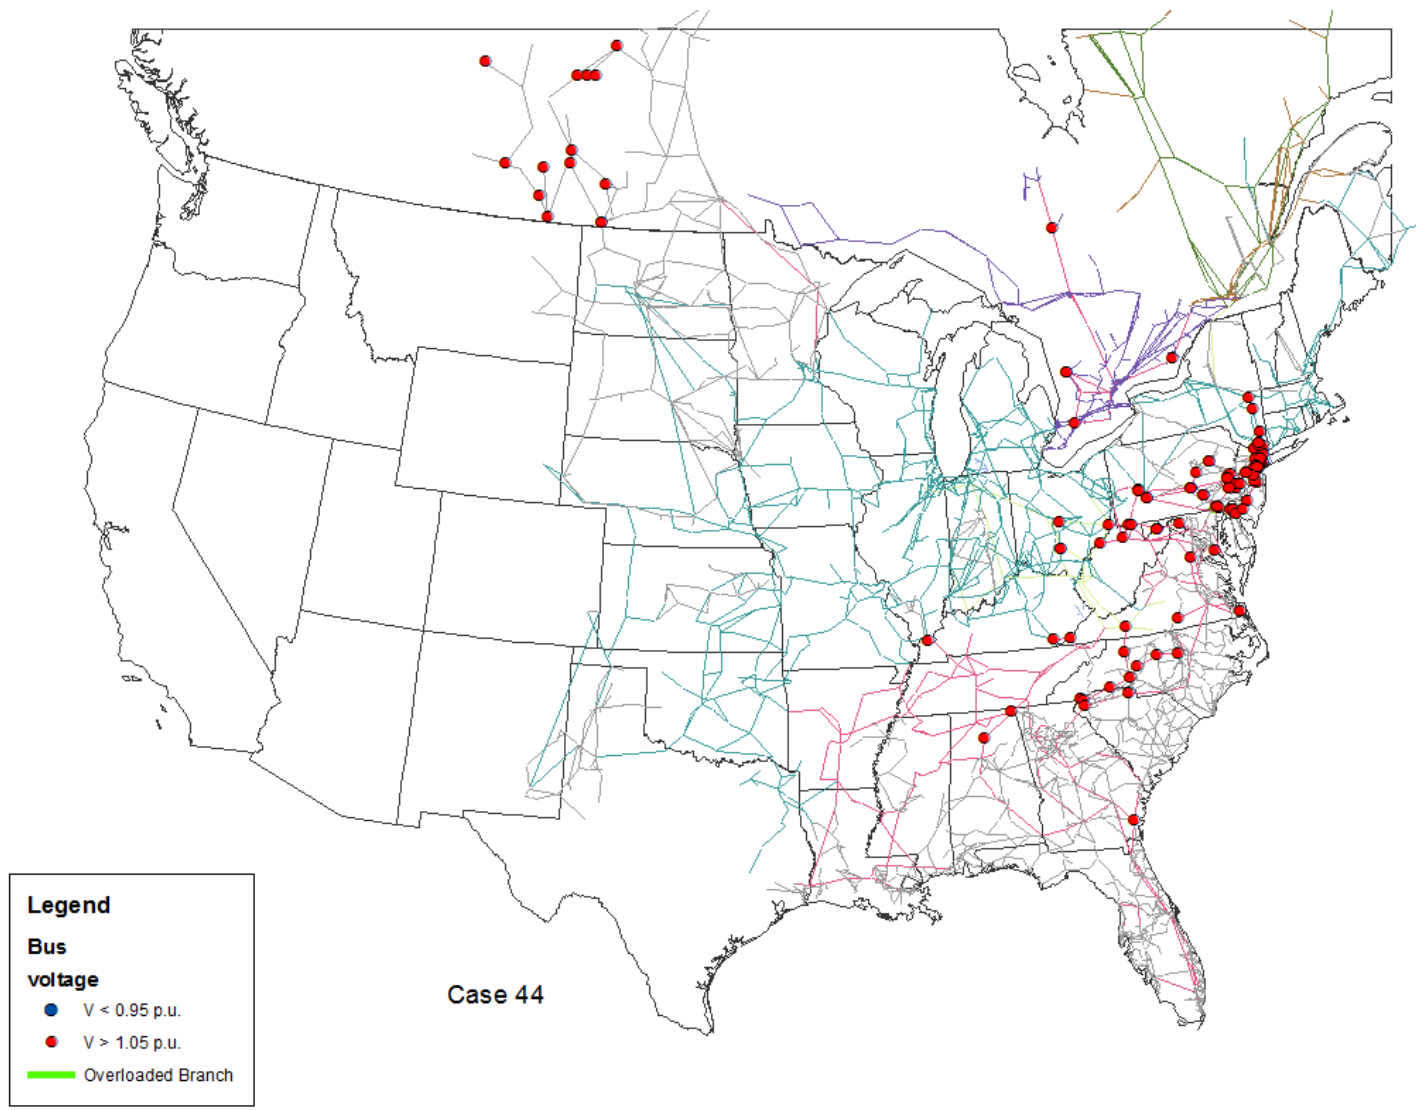 Legend
Bus
voltage
V < 0.95 p.u.
V > 1.05 p.u.
Overloaded Branch
Case 44